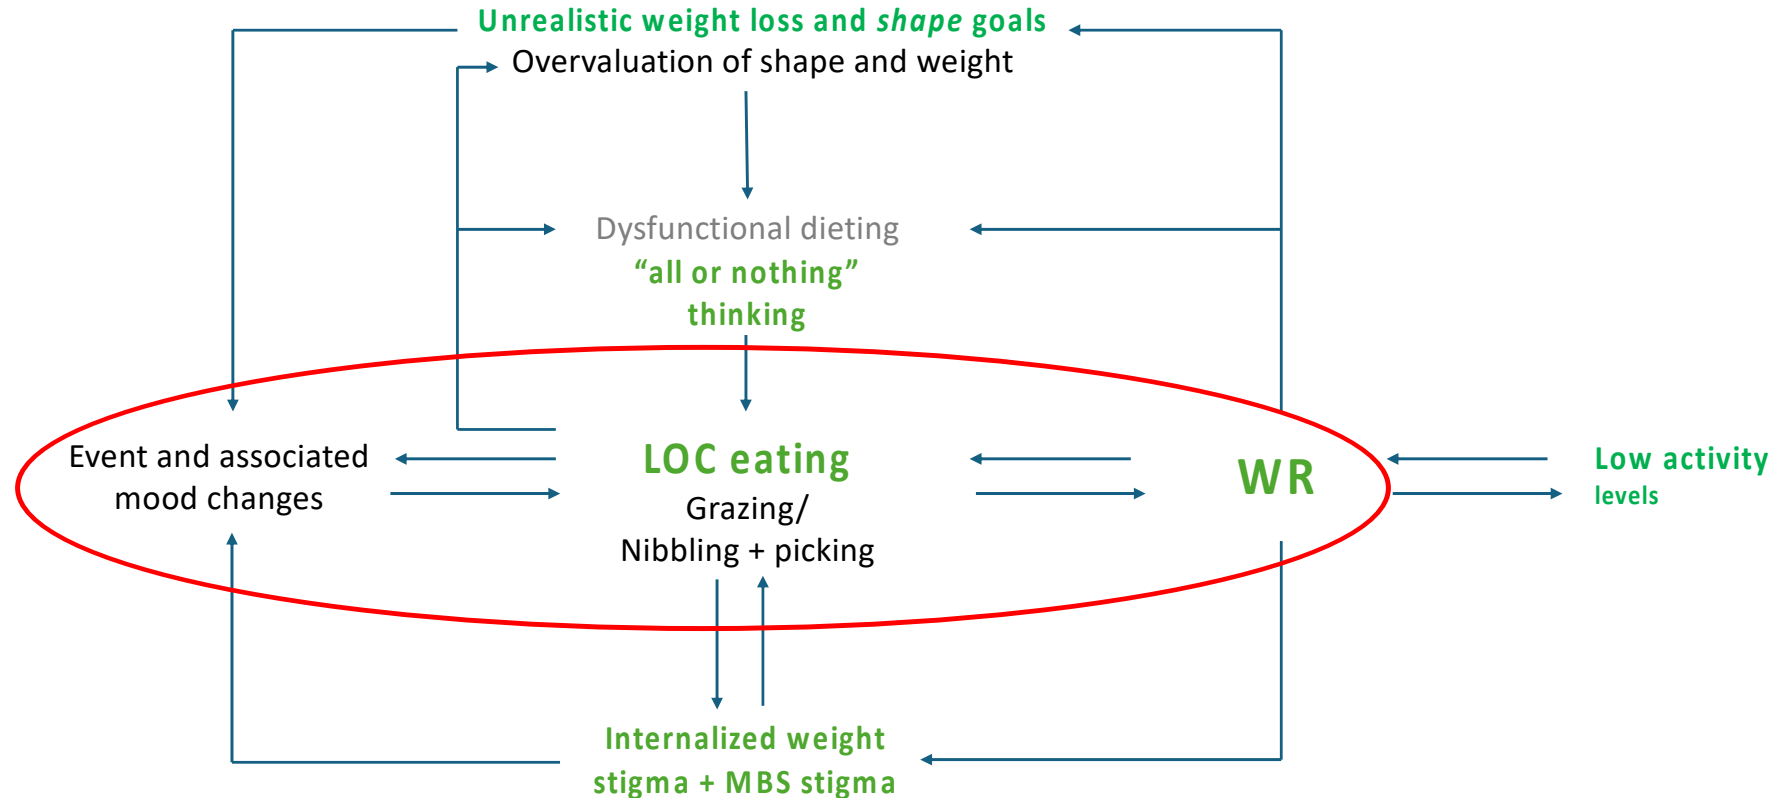 Unrealistic weight loss and shape goals
Overvaluation of shape and weight
Dysfunctional dieting
“all or nothing”
thinking
Event and associated
mood changes
LOC eating
Grazing/
Nibbling + picking
WR
Low activity
levels
Internalized weight
stigma + MBS stigma